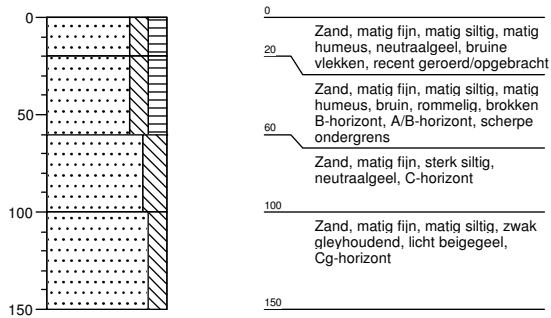 0
50
100
150
0
Zand, matig fijn, matig siltig, matig
humeus, neutraalgeel, bruine
vlekken, recent geroerd/opgebracht
20
Zand, matig fijn, matig siltig, matig
humeus, bruin, rommelig, brokken
B-horizont, A/B-horizont, scherpe
ondergrens
60
Zand, matig fijn, sterk siltig,
neutraalgeel, C-horizont
100
Zand, matig fijn, matig siltig, zwak
gleyhoudend, licht beigegeel,
Cg-horizont
150